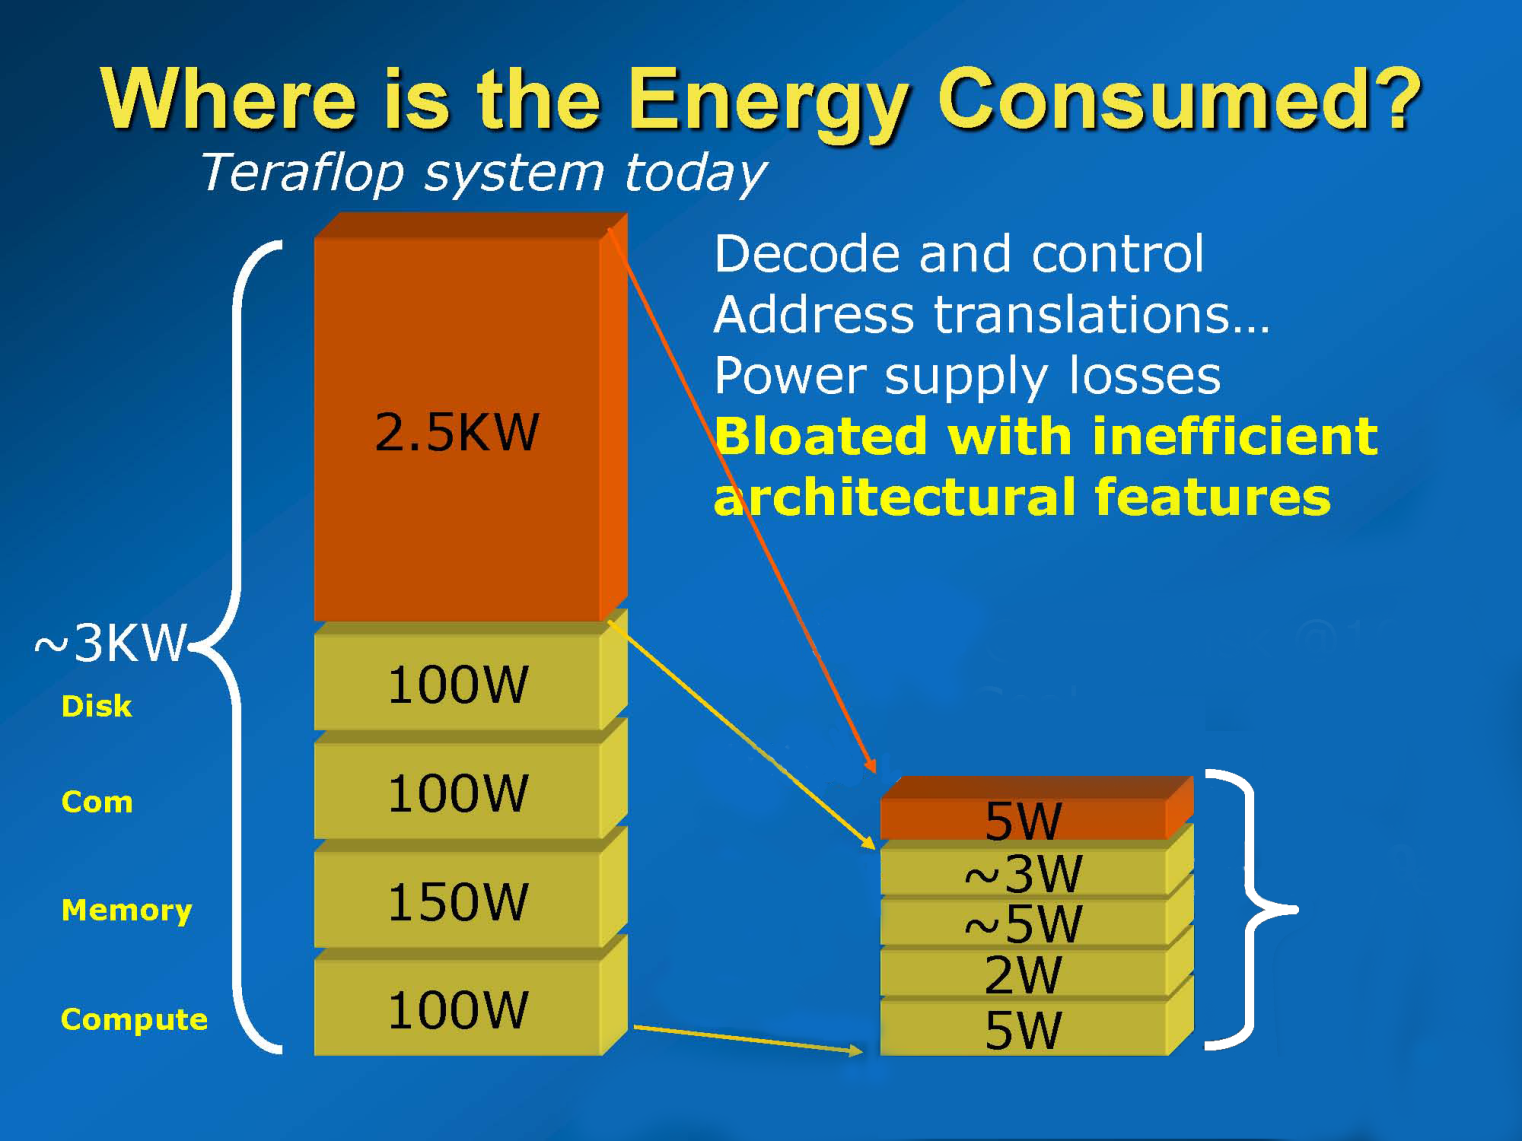 Where is the Energy Consumed?
Teraflop system today
Decode and control
Address translations…
Power supply losses
Bloated with inefficient
architectural features
2.5KW
~3KW
Disk
100W
Com
100W
Memory
150W
Compute
100W
5W
~3W
~5W
2W
5W